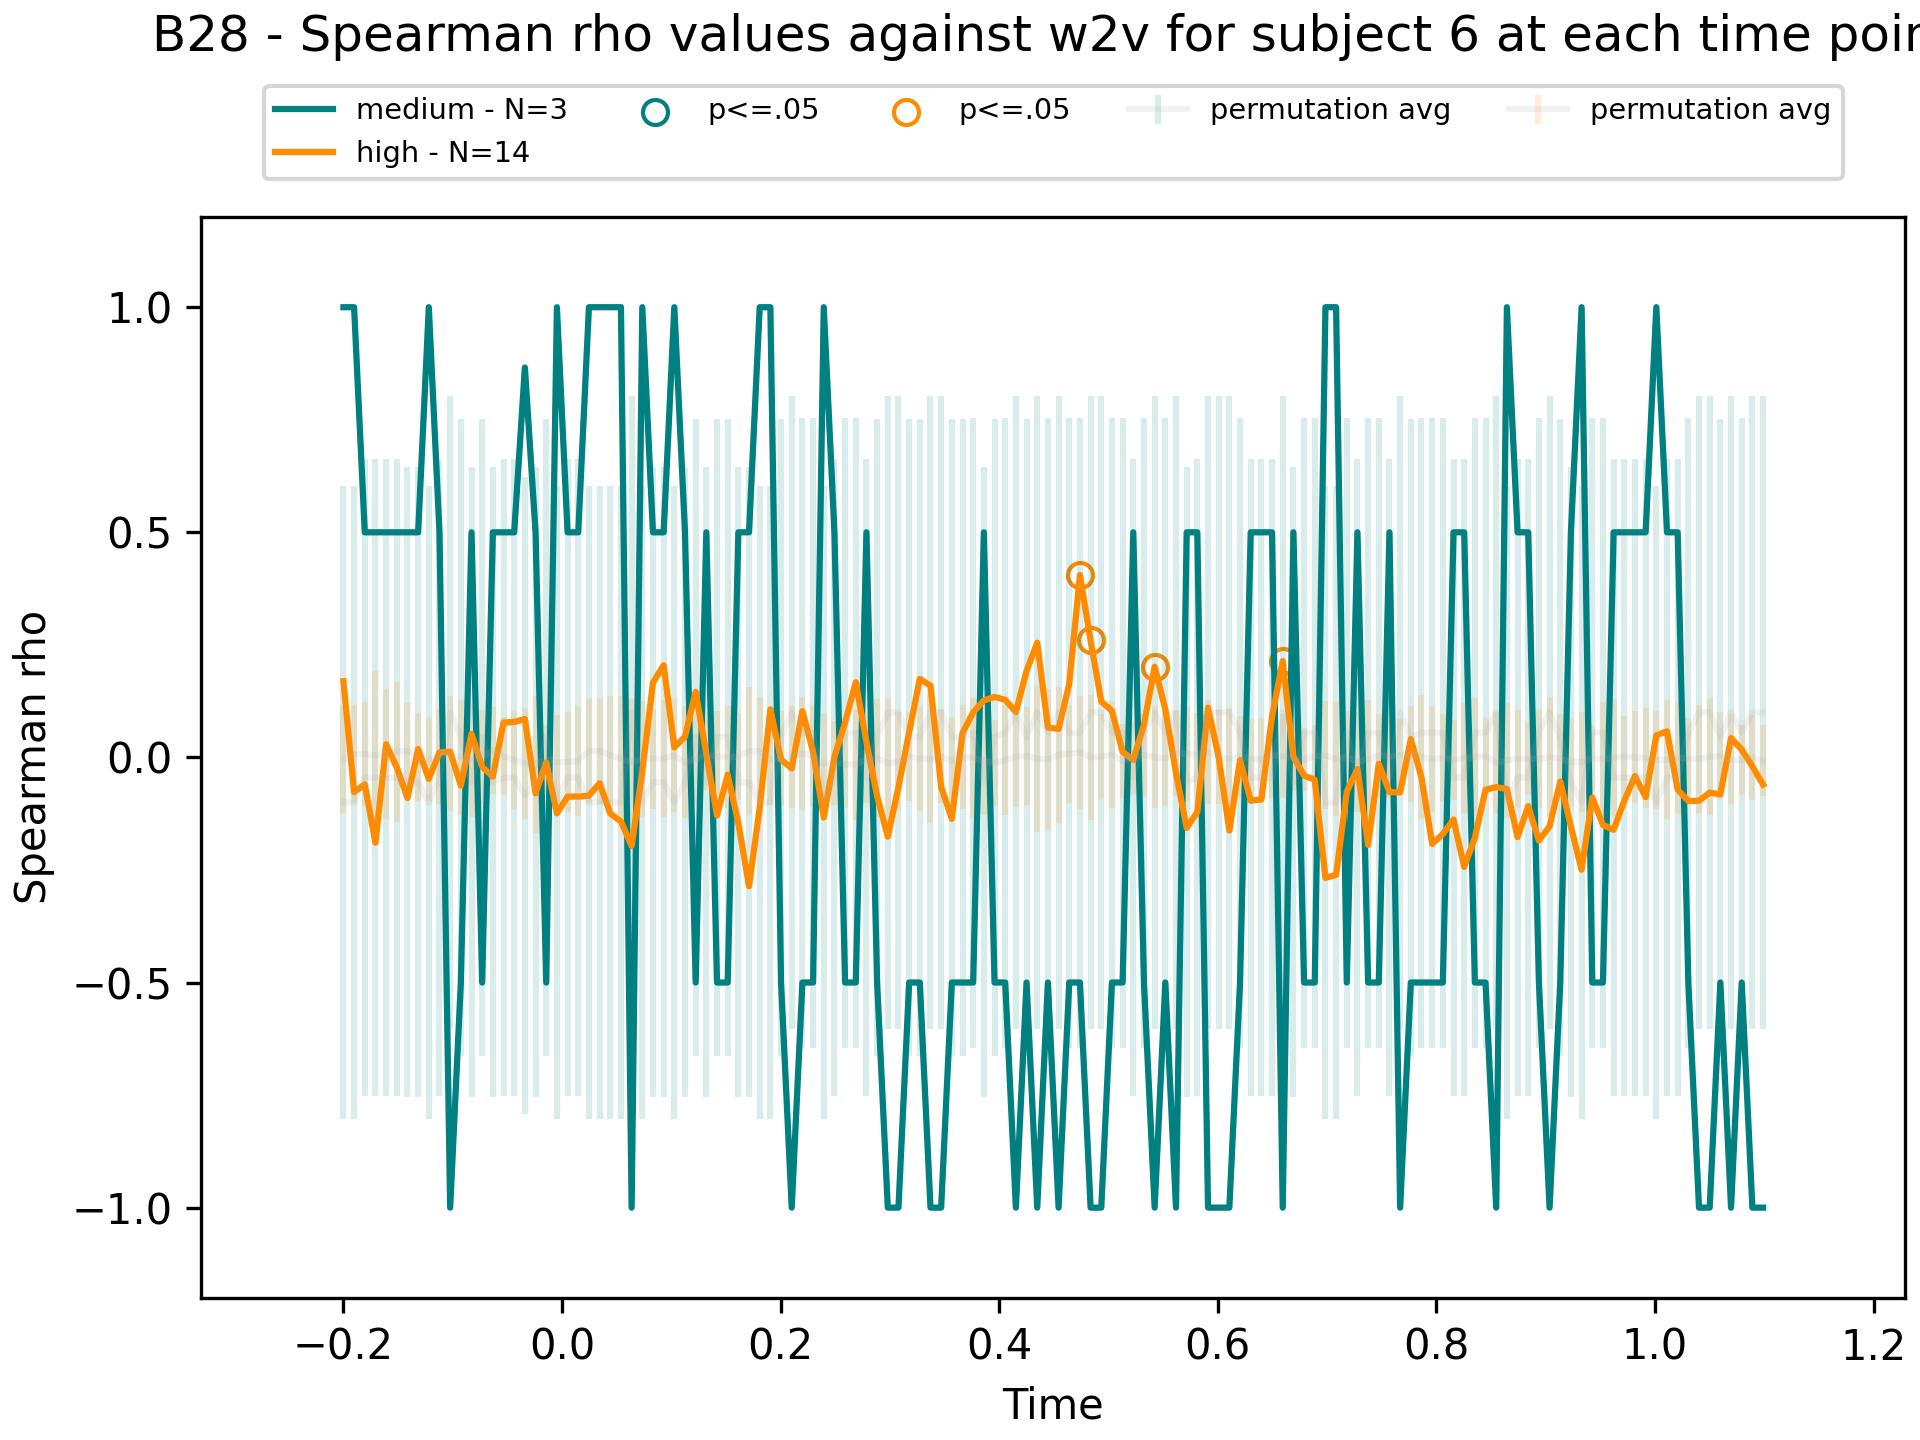 B28 - Spearman rho values against w2v for subject 6 at each time poin
medium - N=3 p<=.05 p<=.05 permutation avg permutation avg
high - N=14
1.0
0.5
0.0
−0.5
−1.0
Spearman rho
−0.2 0.0 0.2 0.4 0.6 0.8 1.0 1.2
Time